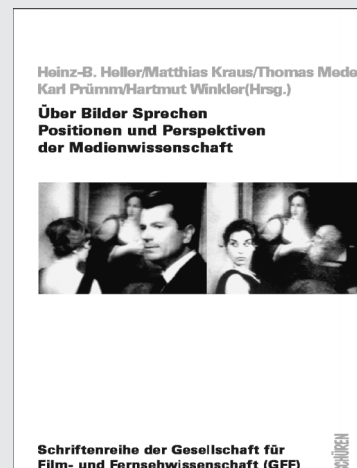 Heinz-B. Heller/Matthias Kraus/Thomas Mede
Karl Prümm/Hartmut Winkler(Hrsg.)
Über Bilder Sprechen
Positionen und Perspektiven
der Medienwissenschaft
SCHÜREN
Schriftenreihe der Gesellschaft für
Film- und Fernsehwissenschaft (GFF)